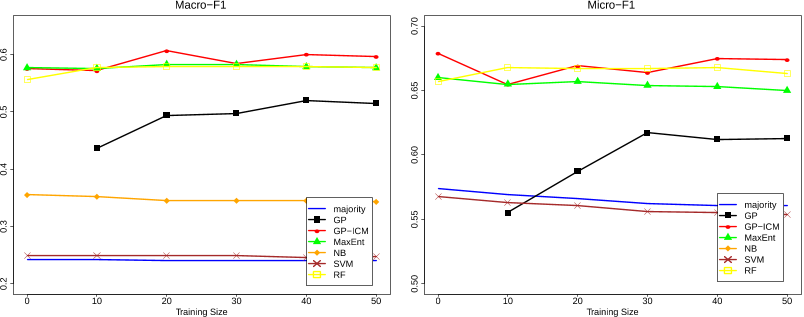 Macro−F1
0.6
0.5
0.4
0.3
0.2
0 10 20 30 40 50
Training Size
majority
GP
GP−ICM
MaxEnt
NB
SVM
RF
Micro−F1
0.70
0.65
0.60
0.55
0.50
0 10 20 30 40 50
Training Size
majority
GP
GP−ICM
MaxEnt
NB
SVM
RF